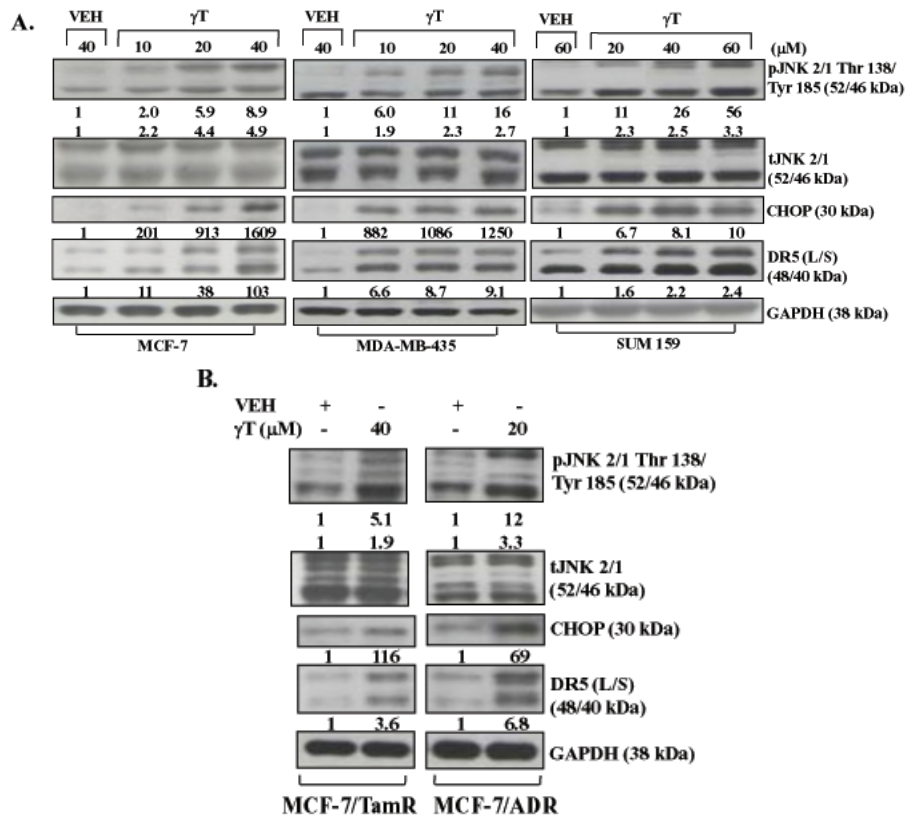 A.
VEH γT VEH γT VEH γT
40 10 20 40 40 10 20 40 60 20 40 60 (μM)
pJNK 2/1 Thr 138/
Tyr 185 (52/46 kDa)
1 2.0 5.9 8.9 1 6.0 11 16 1 11 26 56
1 2.2 4.4 4.9 1 1.9 2.3 2.7 1 2.3 2.5 3.3
tJNK 2/1
(52/46 kDa)
CHOP (30 kDa)
1 201 913 1609 1 882 1086 1250 1 6.7 8.1 10
DR5 (L/S)
(48/40 kDa)
1 11 38 103 1 6.6 8.7 9.1 1 1.6 2.2 2.4
GAPDH (38 kDa)
MCF-7 MDA-MB-435 SUM 159
B.
VEH + - + -
γT (μM) - 40 - 20
pJNK 2/1 Thr 138/
Tyr 185 (52/46 kDa)
1 5.1 1 12
1 1.9 1 3.3
tJNK 2/1
(52/46 kDa)
CHOP (30 kDa)
1 116 1 69
DR5 (L/S)
(48/40 kDa)
1 3.6 1 6.8
GAPDH (38 kDa)
MCF-7/TamR MCF-7/ADR